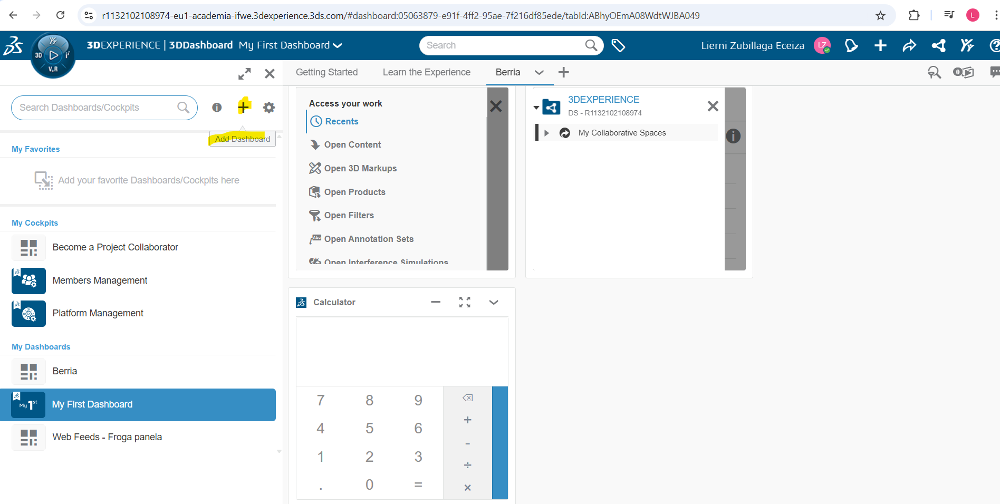 r1132102108974-eu1-academia-ifwe.3dexperience.3ds.com/#dashboard:05063879-e91f-4ff2-95ae-7f216df85ede/tabId:ABhyOEmA08WdtWJBA049
L
3DEXPERIENCE | 3DDashboard My First Dashboard
Search
Lierni Zubillaga Eceiza
LZ
3D
V.R
Getting Started
Learn the Experience
Berria
0
Search Dashboards/Cockpits
Add Dashboard
My Favorites
Add your favorite Dashboards/Cockpits here
My Cockpits
Become a Project Collaborator
Members Management
Platform Management
My Dashboards
Berria
My 1st
My First Dashboard
Web Feeds - Froga panela
Access your work
Recents
Open Content
Open 3D Markups
Open Products
Open Filters
Abc
Open Annotation Sets
Open Interference Simulations
3DEXPERIENCE
DS - R1132102108974
My Collaborative Spaces
Calculator
7 8 9
+
4 5 6
-
1 2 3
÷
. 0 =
×